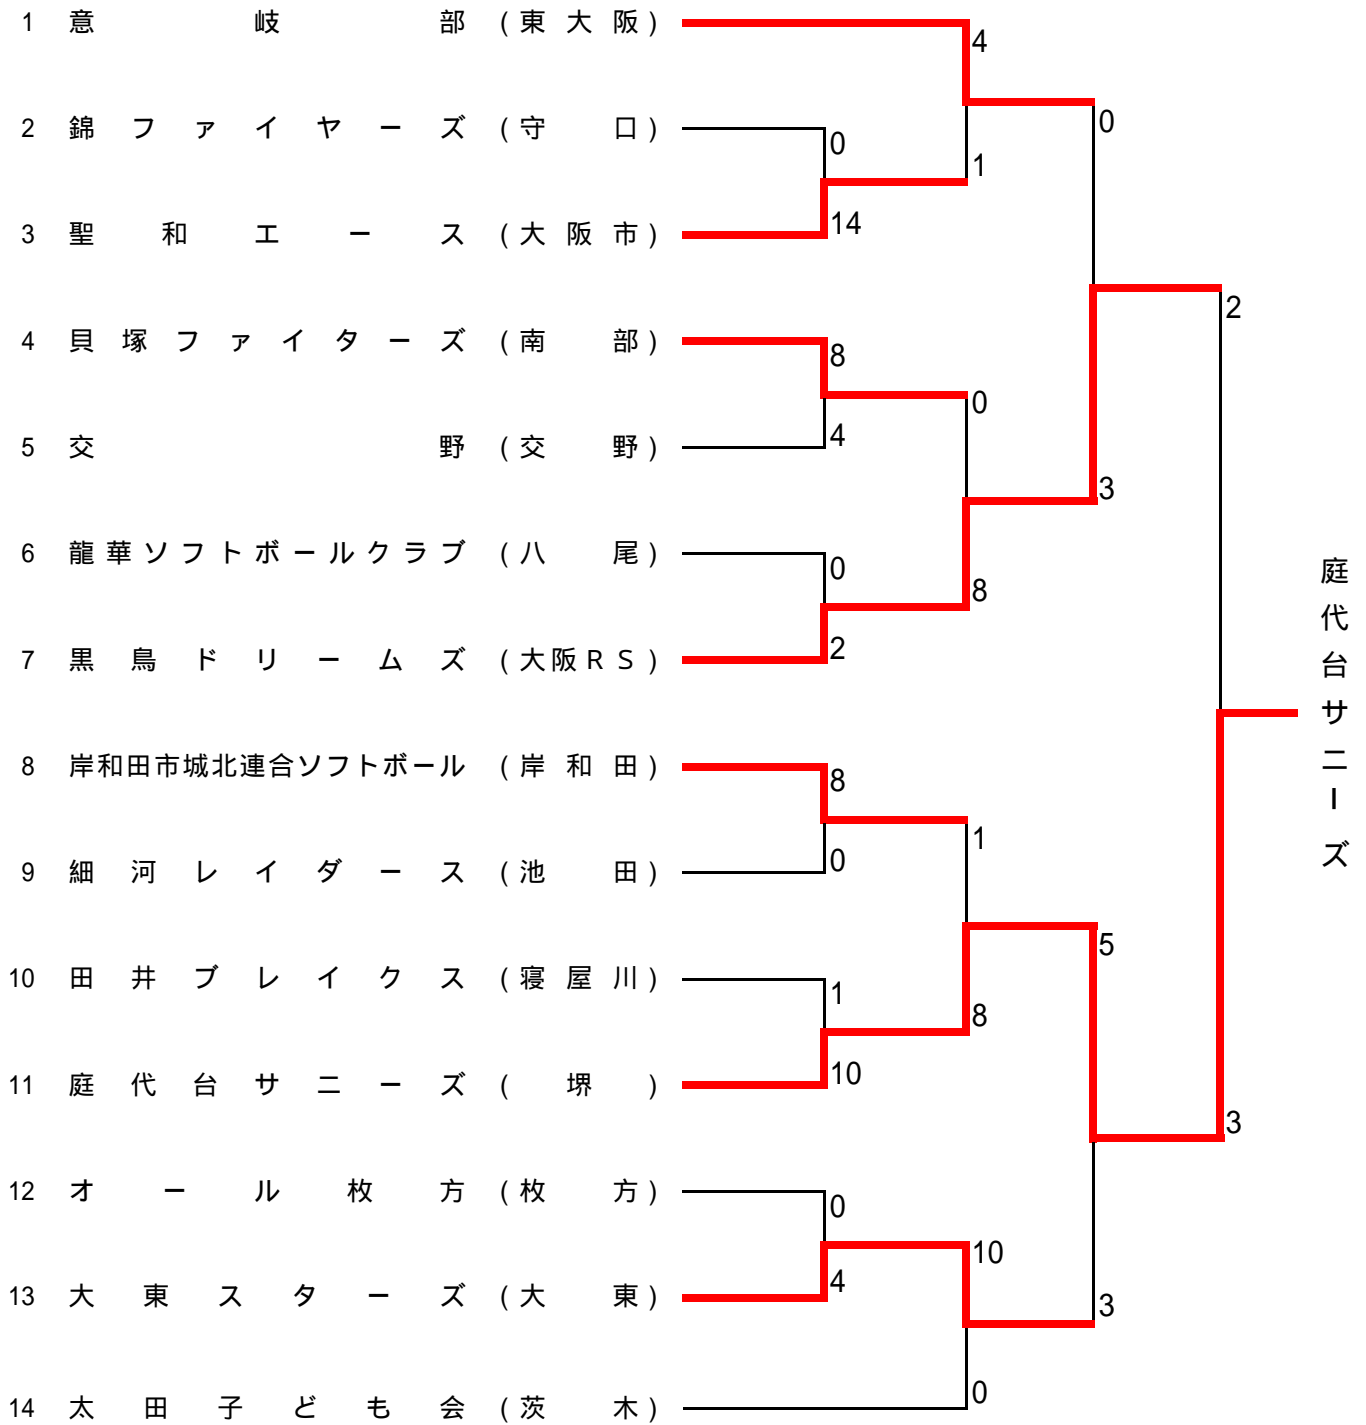 1 意岐部 (東大阪)
4
2 錦ファイヤーズ (守口)
0
0
1
3 聖和エース (大阪市)
14
2
4 貝塚ファイターズ (南部)
8
0
5 交野 (交野)
4
3
6 龍華ソフトボールクラブ (八尾)
0
8
7 黒鳥ドリームズ (大阪RS)
2
庭代台サニーズ
8 岸和田市城北連合ソフトボール (岸和田)
8
1
9 細河レイダース (池田)
0
5
10 田井ブレイクス (寝屋川)
1
8
11 庭代台サニーズ (堺)
10
3
12 オール枚方 (枚方)
0
10
13 大東スターズ (大東)
4
3
14 太田子ども会 (茨木)
0